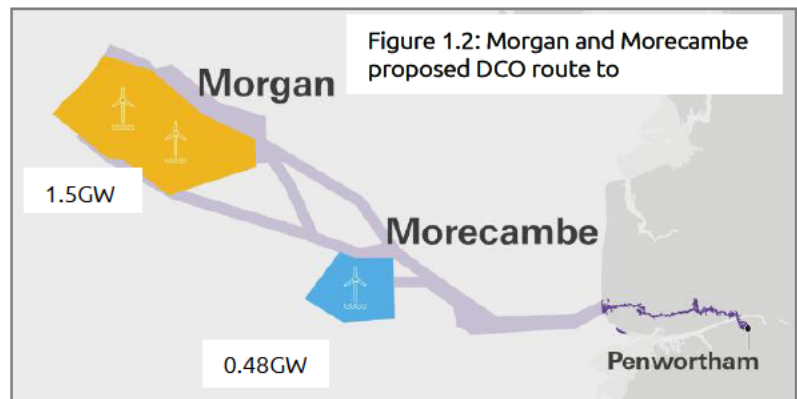 Figure 1.2: Morgan and Morecambe
proposed DCO route to
Morgan
1.5GW
Morecambe
0.48GW
Penwortham